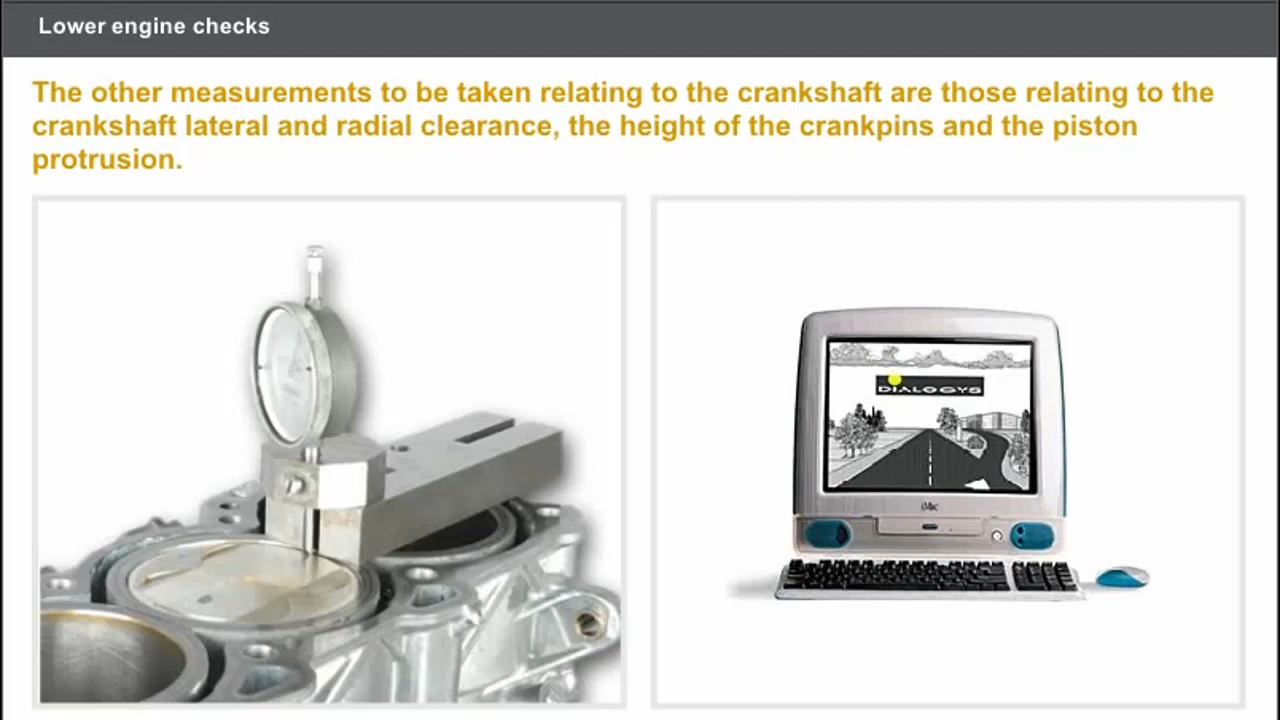 Lower engine checks
The other measurements to be taken relating to the crankshaft are those relating to the
crankshaft lateral and radial clearance, the height of the crankpins and the piston
protrusion.
DIALOGYS
iMac